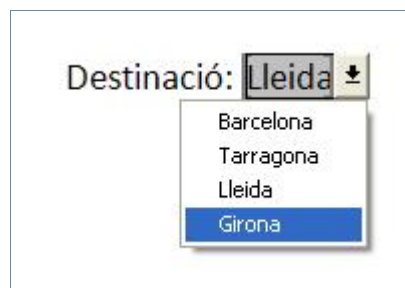 Destinació: Lleida
Barcelona
Tarragona
Lleida
Girona